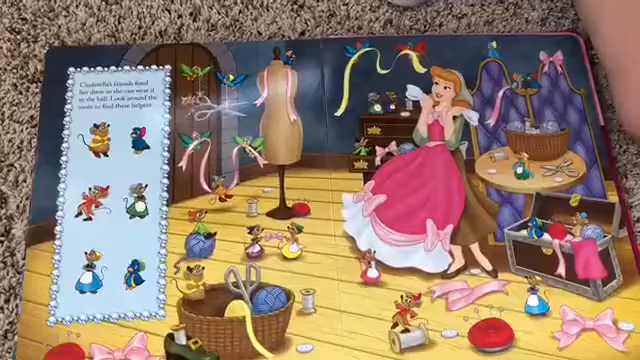 Cinderella's friends fixed
her dress so she can wear it
to the ball. Look around the
room to find these helpers